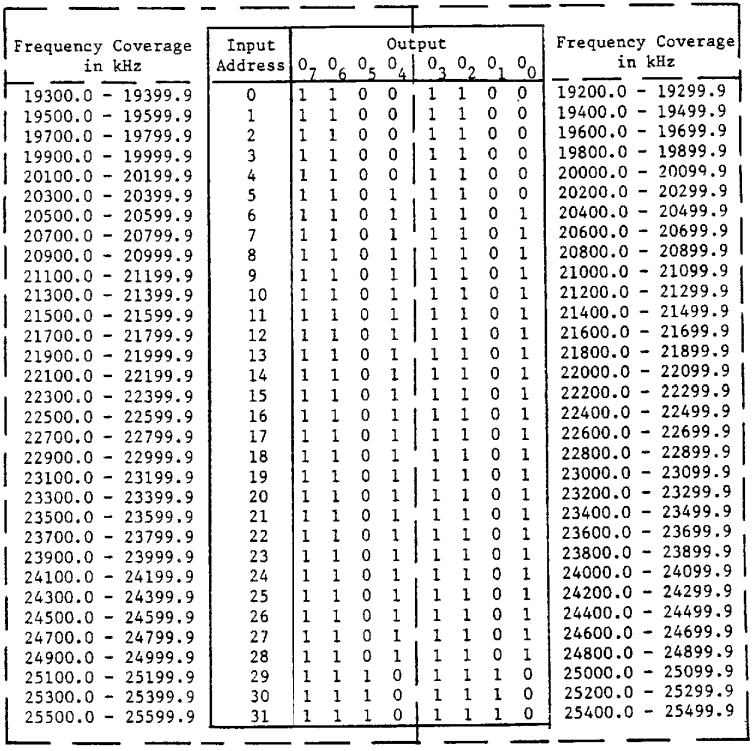 Frequency Coverage Input Output Frequency Coverage
in kHz Address 0₇ 0₆ 0₅ 0₄ 0₃ 0₂ 0₁ 0₀ in kHz
19300.0 - 19399.9 0 1 1 0 0 1 1 0 0 19200.0 - 19299.9
19500.0 - 19599.9 1 1 1 0 0 1 1 0 0 19400.0 - 19499.9
19700.0 - 19799.9 2 1 1 0 0 1 1 0 0 19600.0 - 19699.9
19900.0 - 19999.9 3 1 1 0 0 1 1 0 0 19800.0 - 19899.9
20100.0 - 20199.9 4 1 1 0 0 1 1 0 0 20000.0 - 20099.9
20300.0 - 20399.9 5 1 1 0 1 1 1 0 0 20200.0 - 20299.9
20500.0 - 20599.9 6 1 1 0 1 1 1 0 1 20400.0 - 20499.9
20700.0 - 20799.9 7 1 1 0 1 1 1 0 1 20600.0 - 20699.9
20900.0 - 20999.9 8 1 1 0 1 1 1 0 1 20800.0 - 20899.9
21100.0 - 21199.9 9 1 1 0 1 1 1 0 1 21000.0 - 21099.9
21300.0 - 21399.9 10 1 1 0 1 1 1 0 1 21200.0 - 21299.9
21500.0 - 21599.9 11 1 1 0 1 1 1 0 1 21400.0 - 21499.9
21700.0 - 21799.9 12 1 1 0 1 1 1 0 1 21600.0 - 21699.9
21900.0 - 21999.9 13 1 1 0 1 1 1 0 1 21800.0 - 21899.9
22100.0 - 22199.9 14 1 1 0 1 1 1 0 1 22000.0 - 22099.9
22300.0 - 22399.9 15 1 1 0 1 1 1 0 1 22200.0 - 22299.9
22500.0 - 22599.9 16 1 1 0 1 1 1 0 1 22400.0 - 22499.9
22700.0 - 22799.9 17 1 1 0 1 1 1 0 1 22600.0 - 22699.9
22900.0 - 22999.9 18 1 1 0 1 1 1 0 1 22800.0 - 22899.9
23100.0 - 23199.9 19 1 1 0 1 1 1 0 1 23000.0 - 23099.9
23300.0 - 23399.9 20 1 1 0 1 1 1 0 1 23200.0 - 23299.9
23500.0 - 23599.9 21 1 1 0 1 1 1 0 1 23400.0 - 23499.9
23700.0 - 23799.9 22 1 1 0 1 1 1 0 1 23600.0 - 23699.9
23900.0 - 23999.9 23 1 1 0 1 1 1 0 1 23800.0 - 23899.9
24100.0 - 24199.9 24 1 1 0 1 1 1 0 1 24000.0 - 24099.9
24300.0 - 24399.9 25 1 1 0 1 1 1 0 1 24200.0 - 24299.9
24500.0 - 24599.9 26 1 1 0 1 1 1 0 1 24400.0 - 24499.9
24700.0 - 24799.9 27 1 1 0 1 1 1 0 1 24600.0 - 24699.9
24900.0 - 24999.9 28 1 1 0 1 1 1 0 1 24800.0 - 24899.9
25100.0 - 25199.9 29 1 1 1 0 1 1 1 0 25000.0 - 25099.9
25300.0 - 25399.9 30 1 1 1 0 1 1 1 0 25200.0 - 25299.9
25500.0 - 25599.9 31 1 1 1 0 1 1 1 0 25400.0 - 25499.9